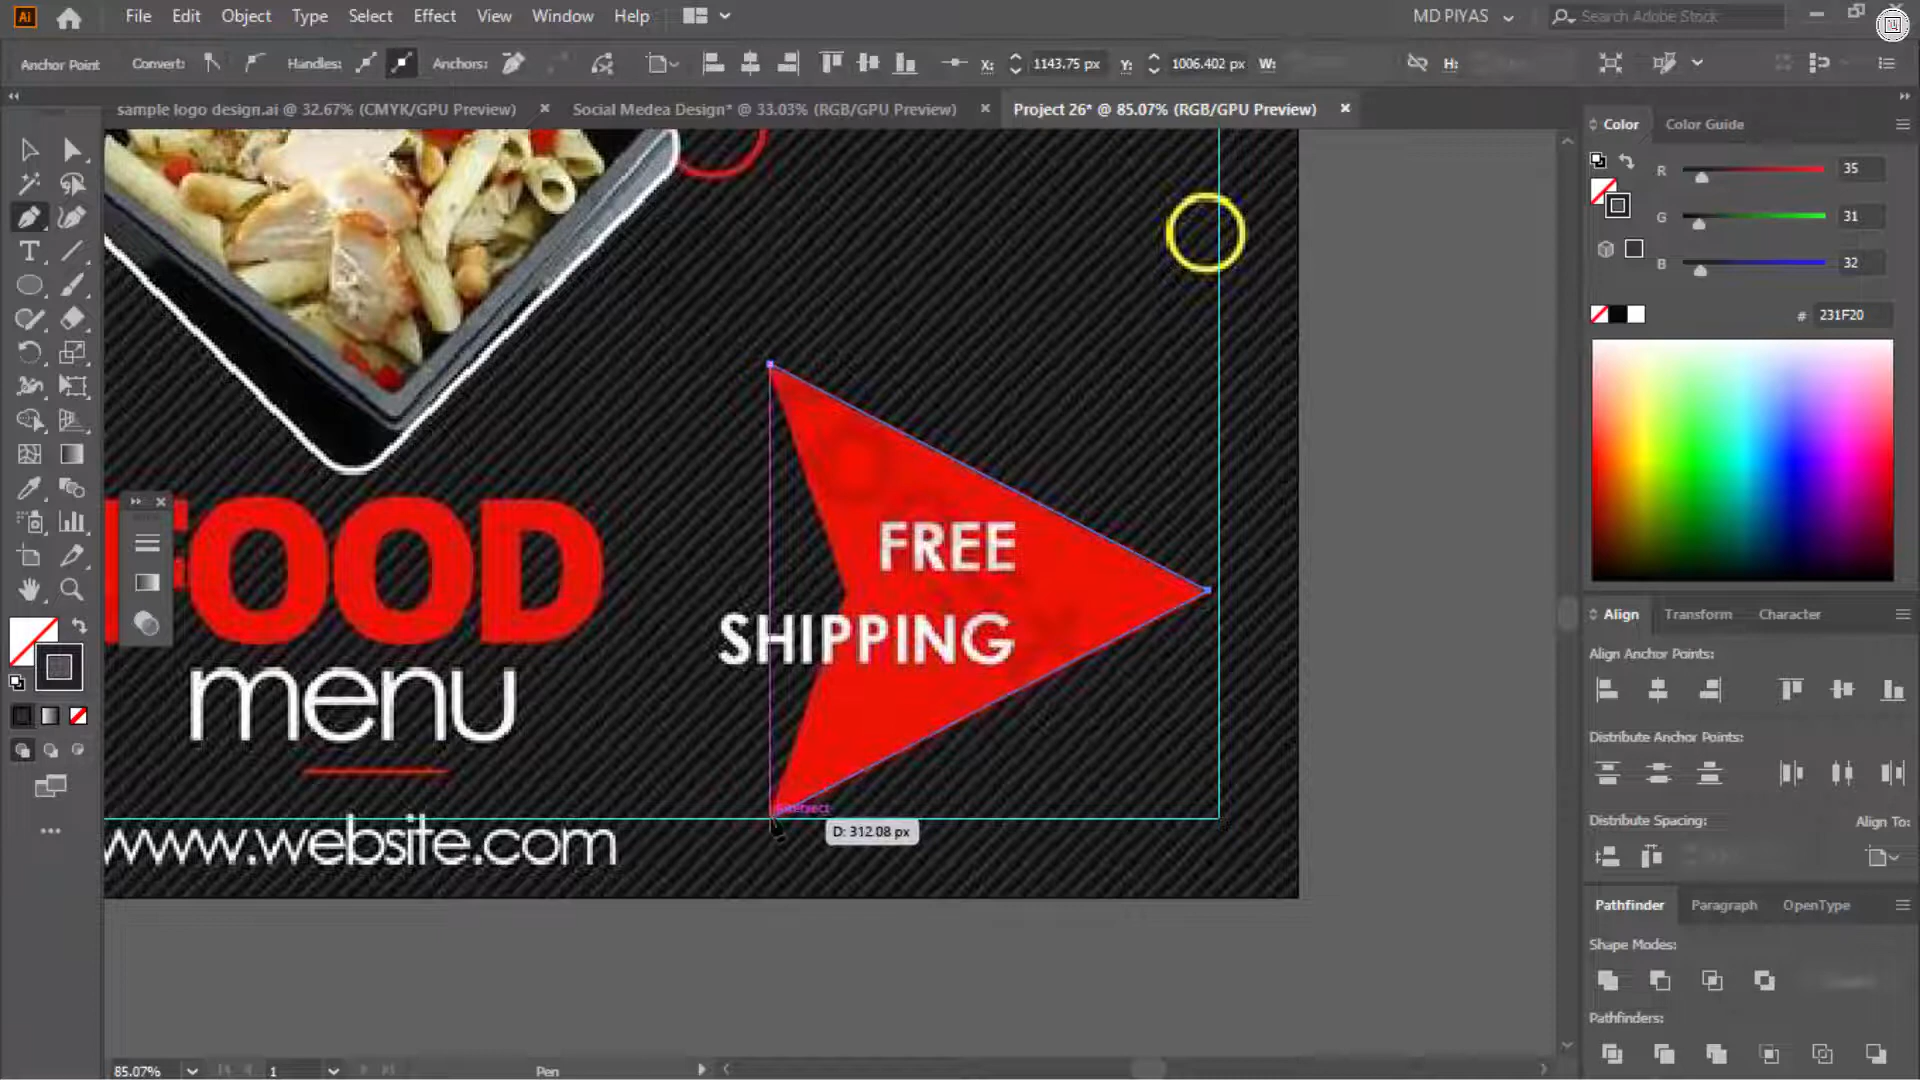 Ai File Edit Object Type Select Effect View Window Help MD PIYAS Search Adobe Stock
Anchor Point Convert: Handles: Anchors: X: 1143.75 px Y: 1006.402 px W: H:
sample logo design.ai @ 32.67% (CMYK/GPU Preview) × Social Medea Design* @ 33.03% (RGB/GPU Preview) × Project 26* @ 85.07% (RGB/GPU Preview) ×
Color Color Guide
R 35
G 31
B 32
# 231F20
FREE
SHIPPING
FOOD
menu
www.website.com
intersect
D: 312.08 px
Align Transform Character
Align Anchor Points:
Distribute Anchor Points:
Distribute Spacing: Align To:
Pathfinder Paragraph OpenType
Shape Modes:
Pathfinders:
85.07% 1 Pen